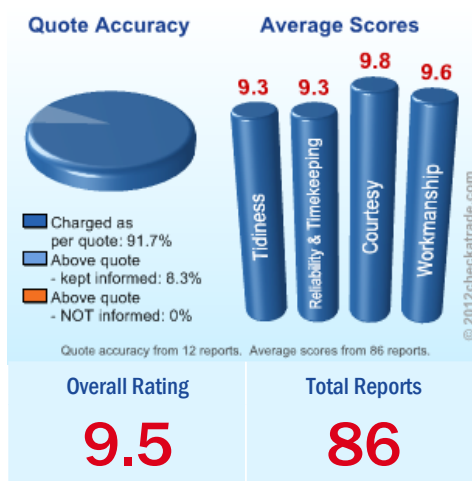 Quote Accuracy
Average Scores
9.3
9.3
9.8
9.6
Tidiness
Reliability & Timekeeping
Courtesy
Workmanship
Charged as
per quote: 91.7%
Above quote
- kept informed: 8.3%
Above quote
- NOT informed: 0%
© 2012checkatrade.com
Quote accuracy from 12 reports. Average scores from 86 reports.
Overall Rating
9.5
Total Reports
86